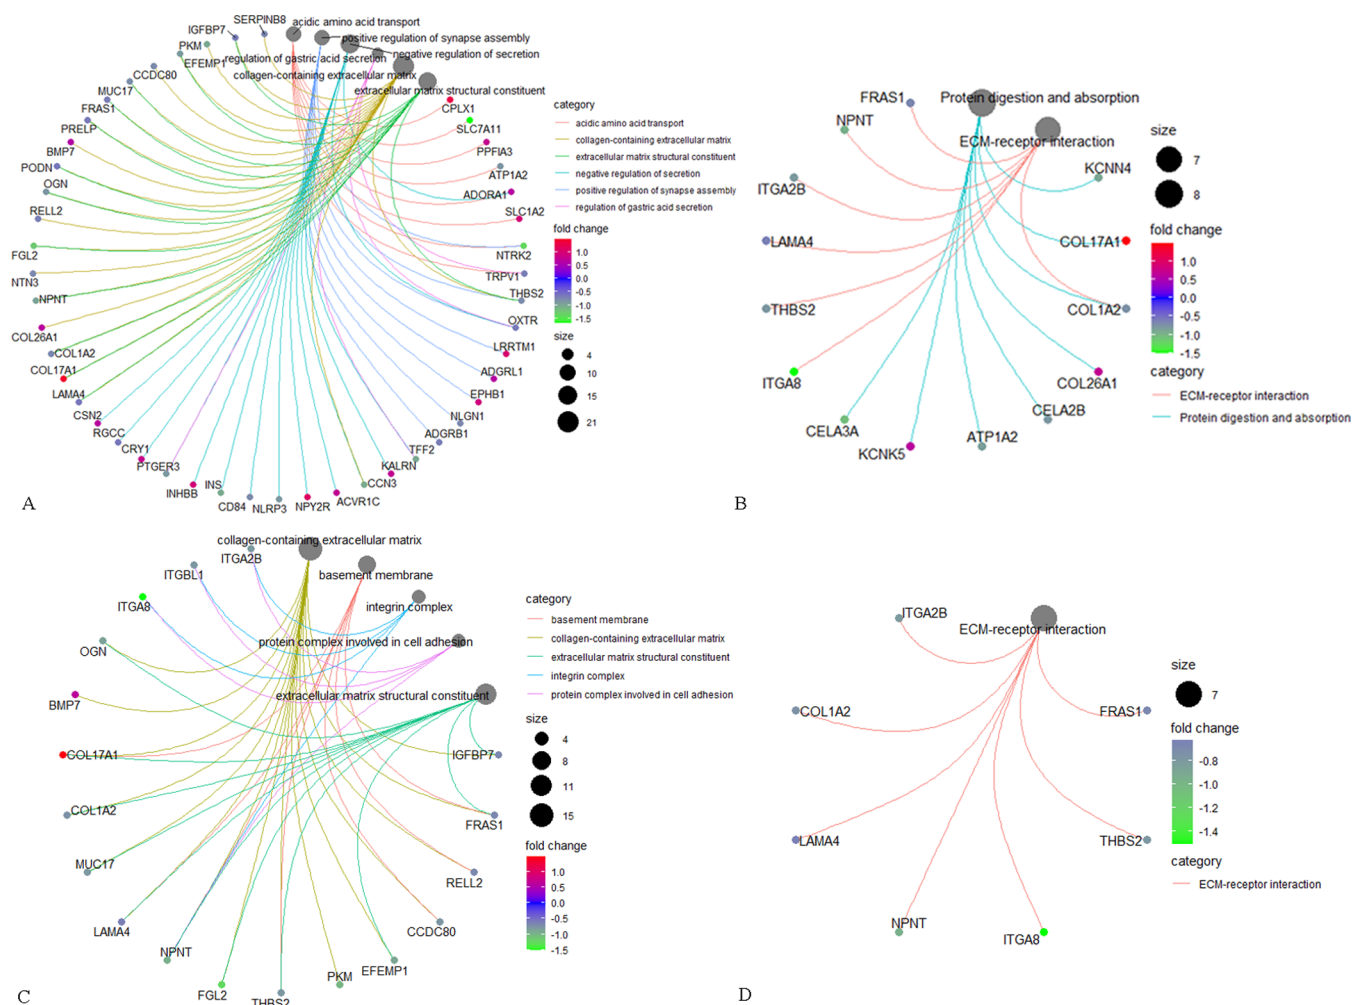 SERPINB8
acidic amino acid transport
IGFBP7
positive regulation of synapse assembly
PKM
negative regulation of secretion
EFEMP1
regulation of gastric acid secretion
CCDC80
collagen-containing extracellular matrix
MUC17
extracellular matrix structural constituent
FRAS1
CPLX1
PRELP
SLC7A11
BMP7
PPFIA3
PODN
ATP1A2
OGN
ADORA1
RELL2
SLC1A2
FGL2
NTRK2
NTN3
TRPV1
NPNT
THBS2
COL26A1
OXTR
COL1A2
LRRTM1
COL17A1
ADGRL1
LAMA4
EPHB1
CSN2
NLGN1
RGCC
ADGRB1
CRY1
TFF2
PTGER3
KALRN
INHBB
INS
CCN3
CD84
NLRP3
NPY2R
ACVR1C
category
acidic amino acid transport
collagen-containing extracellular matrix
extracellular matrix structural constituent
negative regulation of secretion
positive regulation of synapse assembly
regulation of gastric acid secretion
fold change
1.0
0.5
0.0
-0.5
-1.0
-1.5
size
4
10
15
21
A
FRAS1
Protein digestion and absorption
NPNT
ECM-receptor interaction
ITGA2B
KCNN4
LAMA4
COL17A1
THBS2
COL1A2
ITGA8
COL26A1
CELA3A
CELA2B
KCNK5
ATP1A2
size
7
8
fold change
1.0
0.5
0.0
-0.5
-1.0
-1.5
category
ECM-receptor interaction
Protein digestion and absorption
B
collagen-containing extracellular matrix
ITGA2B
ITGBL1
basement membrane
ITGA8
integrin complex
OGN
protein complex involved in cell adhesion
BMP7
extracellular matrix structural constituent
COL17A1
IGFBP7
COL1A2
FRAS1
MUC17
RELL2
LAMA4
CCDC80
NPNT
EFEMP1
FGL2
THBS2
PKM
category
basement membrane
collagen-containing extracellular matrix
extracellular matrix structural constituent
integrin complex
protein complex involved in cell adhesion
size
4
8
11
15
fold change
1.0
0.5
0.0
-0.5
-1.0
-1.5
C
ITGA2B
ECM-receptor interaction
COL1A2
FRAS1
LAMA4
THBS2
NPNT
ITGA8
size
7
fold change
-0.8
-1.0
-1.2
-1.4
category
ECM-receptor interaction
D